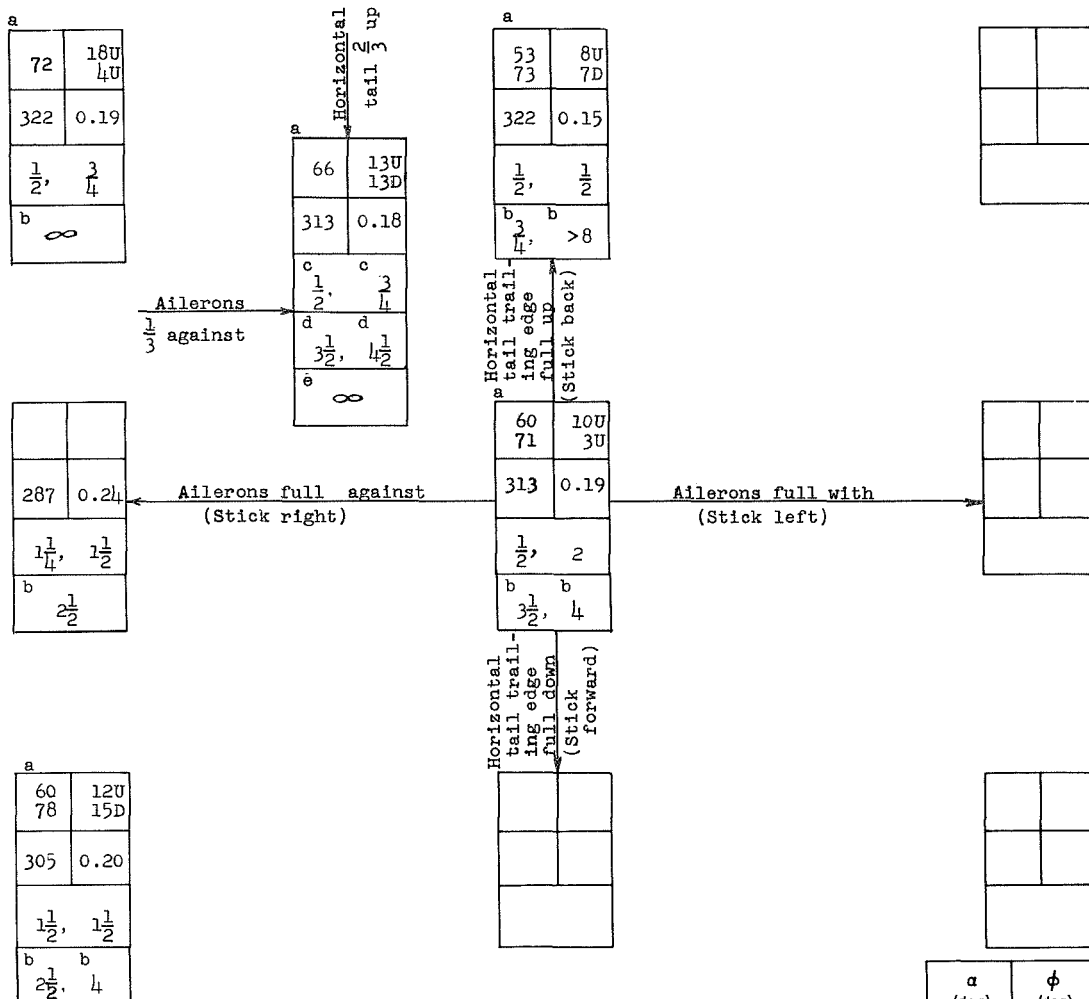 a
72 18U
4U
322 0.19
1/2, 3/4
b
∞
Horizontal
tail 2/3 up
a
66 13U
13D
313 0.18
c c
1/2, 3/4
d d
3 1/2, 4 1/2
e
∞
Ailerons
1/3 against
a
53 8U
73 7D
322 0.15
1/2, 1/2
b b
3/4, >8
Horizontal
tail trail-
ing edge
full up
(Stick back)
287 0.24
1 1/4, 1 1/2
b
2 1/2
Ailerons full against
(Stick right)
a
60 10U
71 3U
313 0.19
1/2, 2
b b
3 1/2, 4
Ailerons full with
(Stick left)
Horizontal
tail trail-
ing edge
full down
(Stick
forward)
a
60 12U
78 15D
305 0.20
1 1/2, 1 1/2
b b
2 1/2, 4
α ϕ
(deg) (deg)